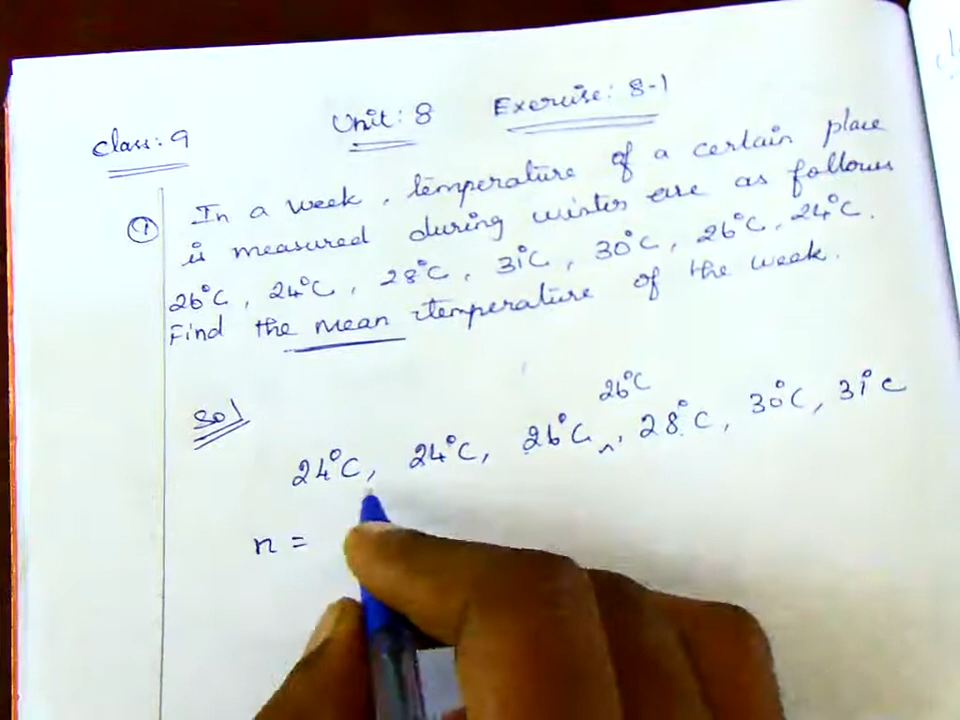 Class: 9 Unit: 8 Exercise: 8-1
① In a week, temperature of a certain place
is measured during winter are as follows
26°C, 24°C, 28°C, 31°C, 30°C, 26°C, 24°C.
Find the mean temperature of the week.
Sol
26°C
24°C, 24°C, 26°C ‸, 28°C, 30°C, 31°C
n =